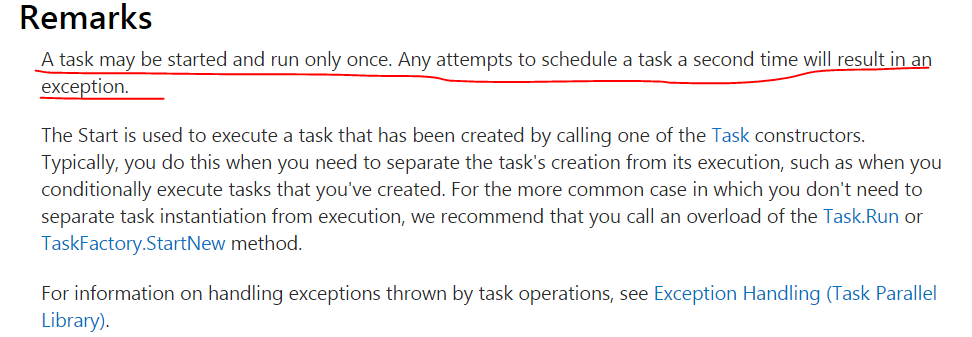 Remarks
A task may be started and run only once. Any attempts to schedule a task a second time will result in an
exception.
The Start is used to execute a task that has been created by calling one of the Task constructors.
Typically, you do this when you need to separate the task's creation from its execution, such as when you
conditionally execute tasks that you've created. For the more common case in which you don't need to
separate task instantiation from execution, we recommend that you call an overload of the Task.Run or
TaskFactory.StartNew method.
For information on handling exceptions thrown by task operations, see Exception Handling (Task Parallel
Library).